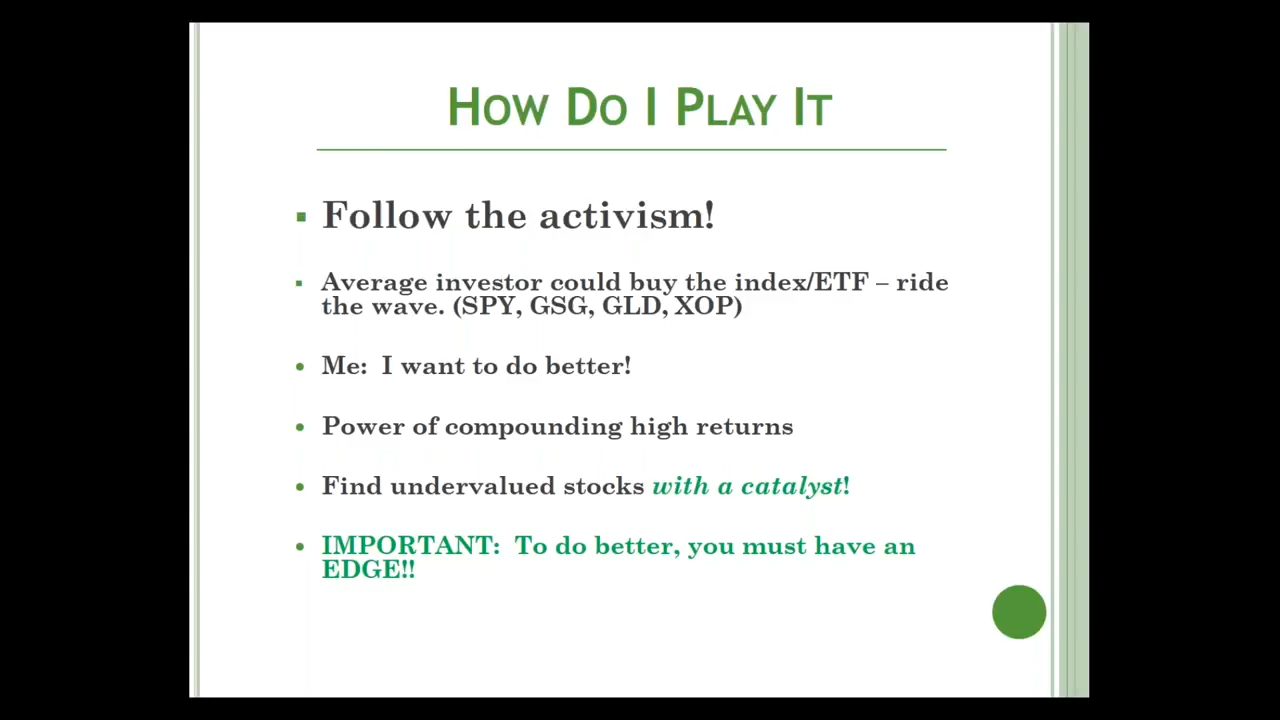 How Do I Play It
Follow the activism!
Average investor could buy the index/ETF – ride
the wave. (SPY, GSG, GLD, XOP)
Me:  I want to do better!
Power of compounding high returns
Find undervalued stocks with a catalyst!
IMPORTANT:  To do better, you must have an
EDGE!!